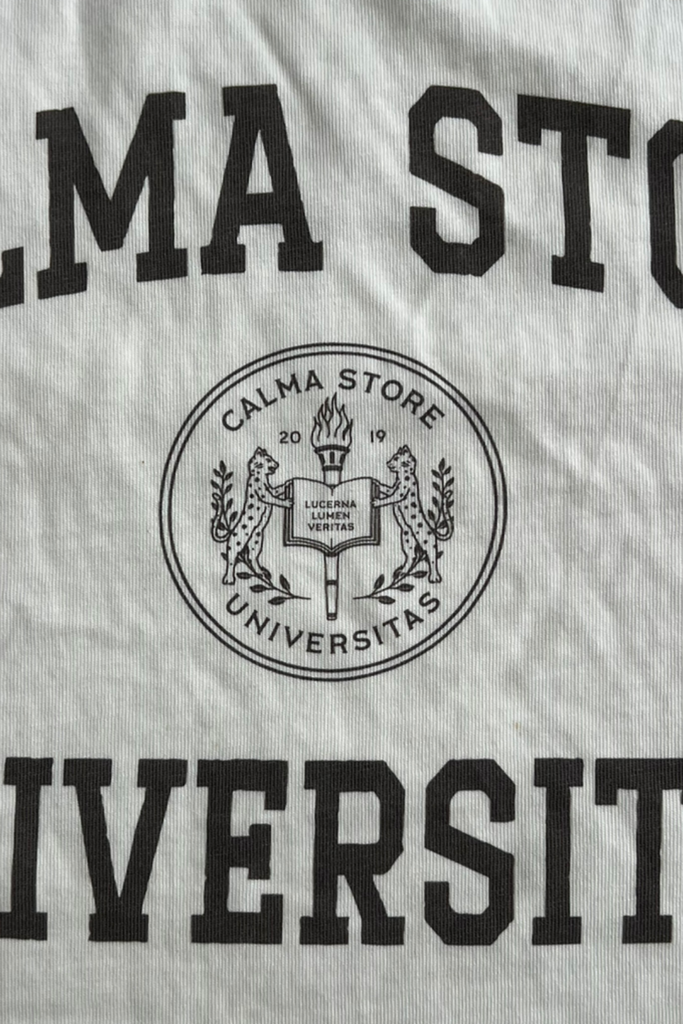 LMA STO
CALMA STORE
20 19
LUCERNA
LUMEN
VERITAS
UNIVERSITAS
IVERSIT